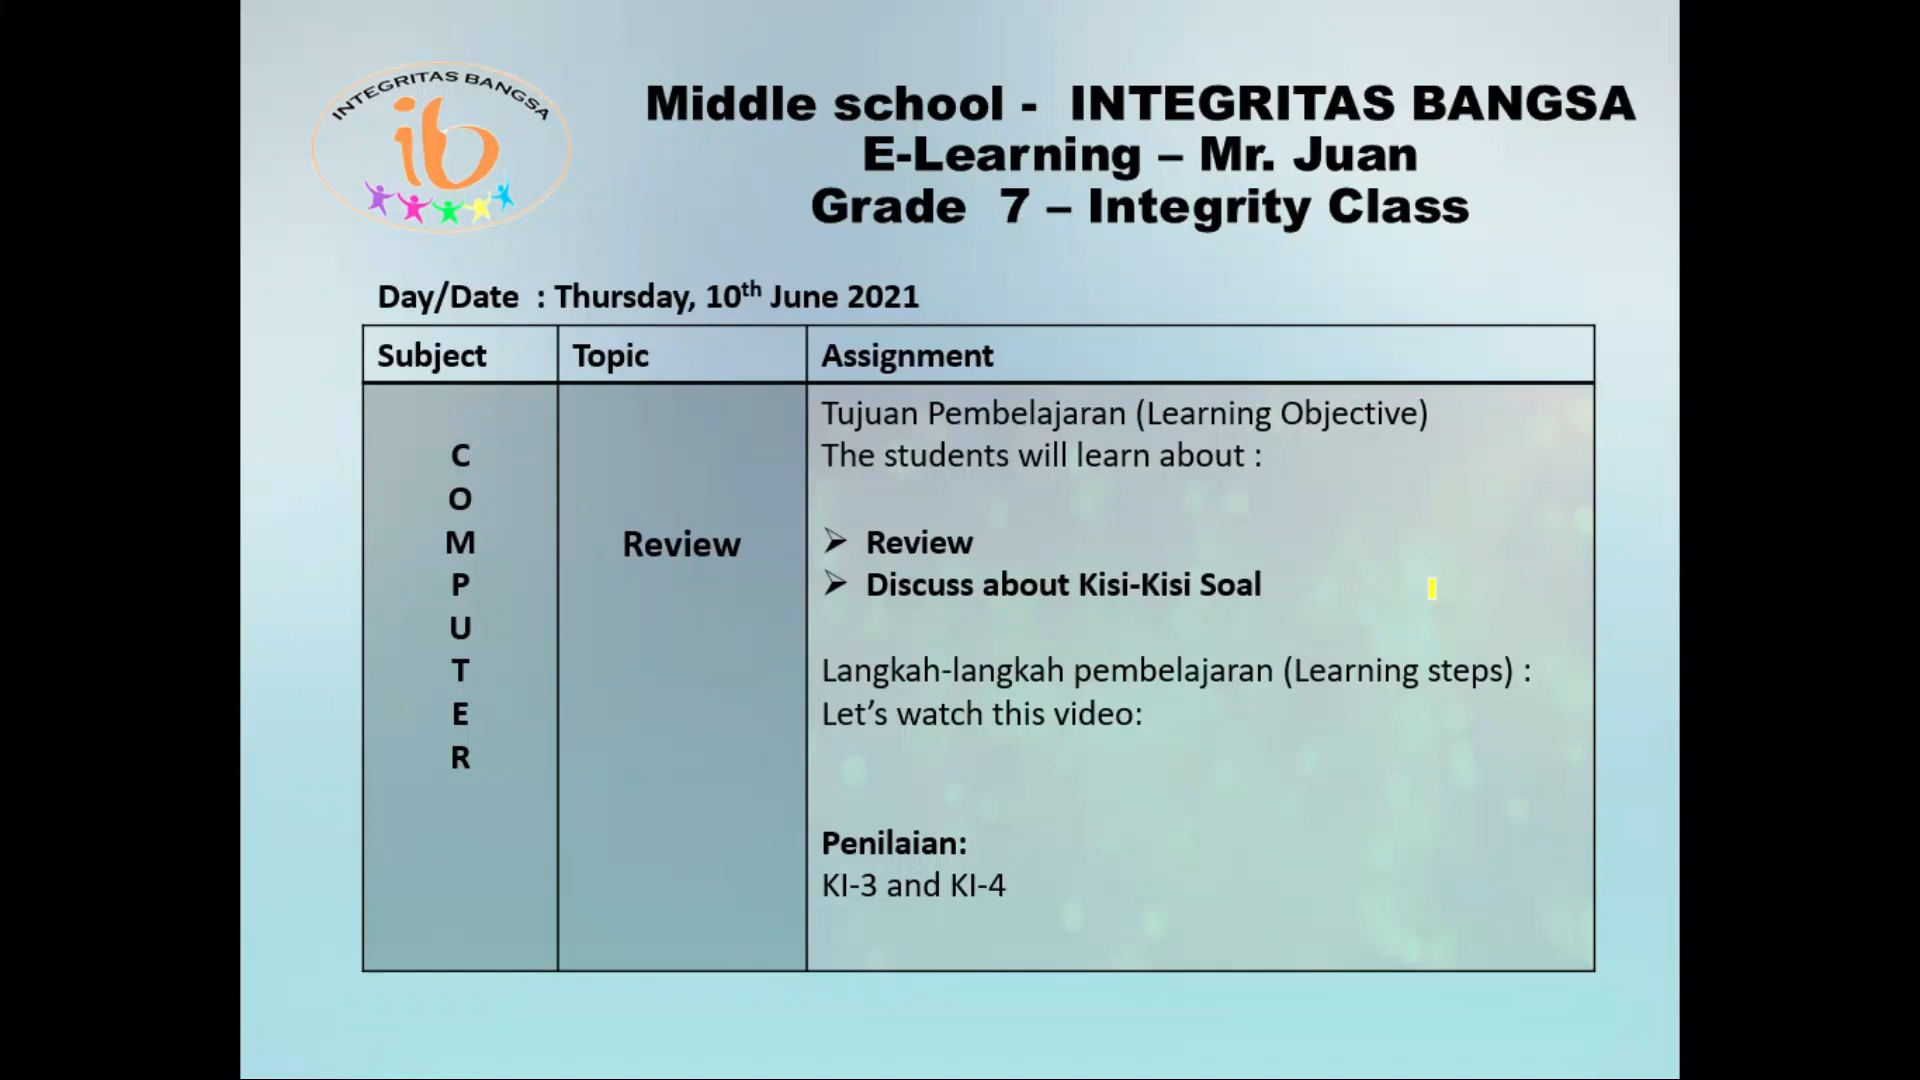 INTEGRITAS BANGSA
ib
Middle school - INTEGRITAS BANGSA
E-Learning – Mr. Juan
Grade 7 – Integrity Class
Day/Date : Thursday, 10th June 2021
Subject
Topic
Assignment
C
O
M
P
U
T
E
R
Review
Tujuan Pembelajaran (Learning Objective)
The students will learn about :
➢ Review
➢ Discuss about Kisi-Kisi Soal
Langkah-langkah pembelajaran (Learning steps) :
Let’s watch this video:
Penilaian:
KI-3 and KI-4